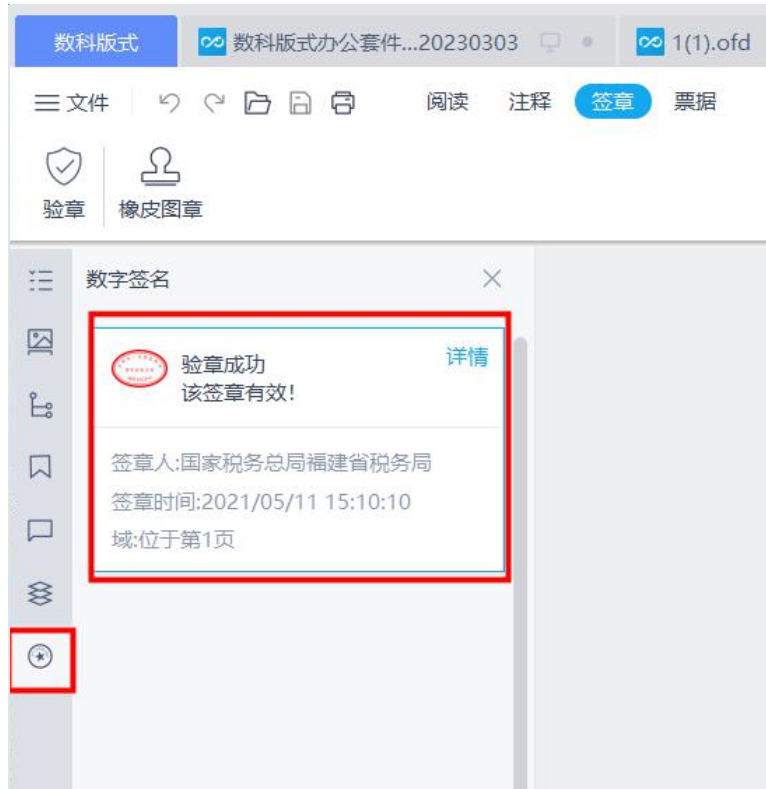 数科版式
数科版式办公套件...20230303
1(1).ofd
文件
阅读
注释
签章
票据
验章
橡皮图章
数字签名
验章成功
详情
该签章有效!
签章人:国家税务总局福建省税务局
签章时间:2021/05/11 15:10:10
域:位于第1页